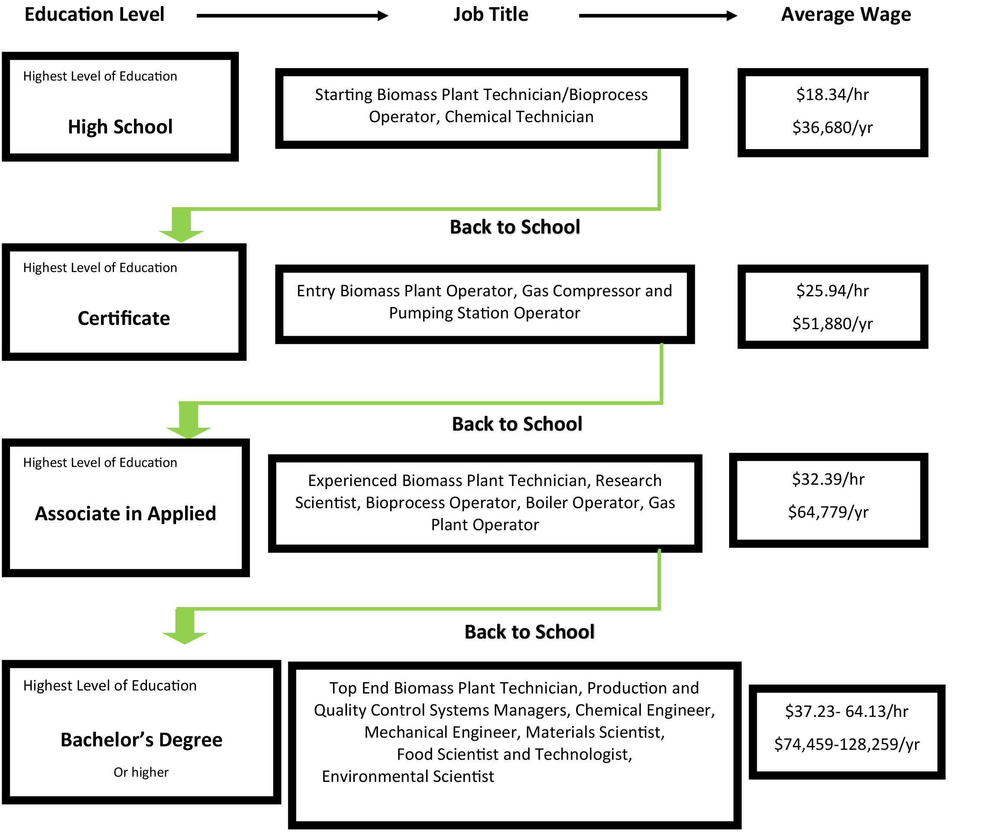 Education Level
Job Title
Average Wage
Highest Level of Education
High School
Starting Biomass Plant Technician/Bioprocess
Operator, Chemical Technician
$18.34/hr
$36,680/yr
Back to School
Highest Level of Education
Certificate
Entry Biomass Plant Operator, Gas Compressor and
Pumping Station Operator
$25.94/hr
$51,880/yr
Back to School
Highest Level of Education
Associate in Applied
Experienced Biomass Plant Technician, Research
Scientist, Bioprocess Operator, Boiler Operator, Gas
Plant Operator
$32.39/hr
$64,779/yr
Back to School
Highest Level of Education
Bachelor’s Degree
Or higher
Top End Biomass Plant Technician, Production and
Quality Control Systems Managers, Chemical Engineer,
Mechanical Engineer, Materials Scientist,
Food Scientist and Technologist,
Environmental Scientist
$37.23- 64.13/hr
$74,459-128,259/yr